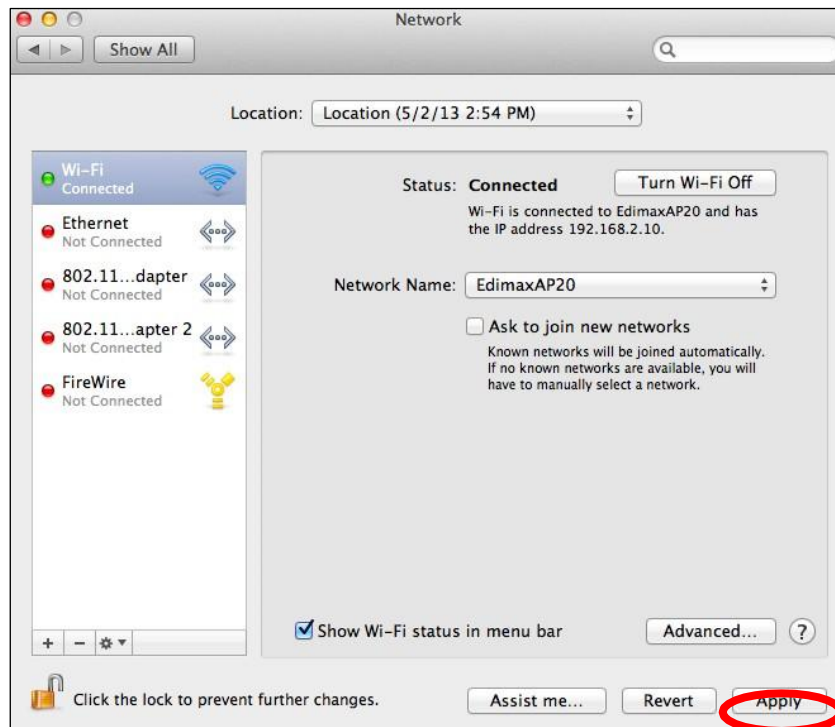 Network
Show All
Location: Location (5/2/13 2:54 PM)
Wi-Fi
Connected
Ethernet
Not Connected
802.11...dapter
Not Connected
802.11...apter 2
Not Connected
FireWire
Not Connected
Status: Connected
Turn Wi-Fi Off
Wi-Fi is connected to EdimaxAP20 and has
the IP address 192.168.2.10.
Network Name: EdimaxAP20
Ask to join new networks
Known networks will be joined automatically.
If no known networks are available, you will
have to manually select a network.
Show Wi-Fi status in menu bar
Advanced...
?
Click the lock to prevent further changes.
Assist me...
Revert
Apply